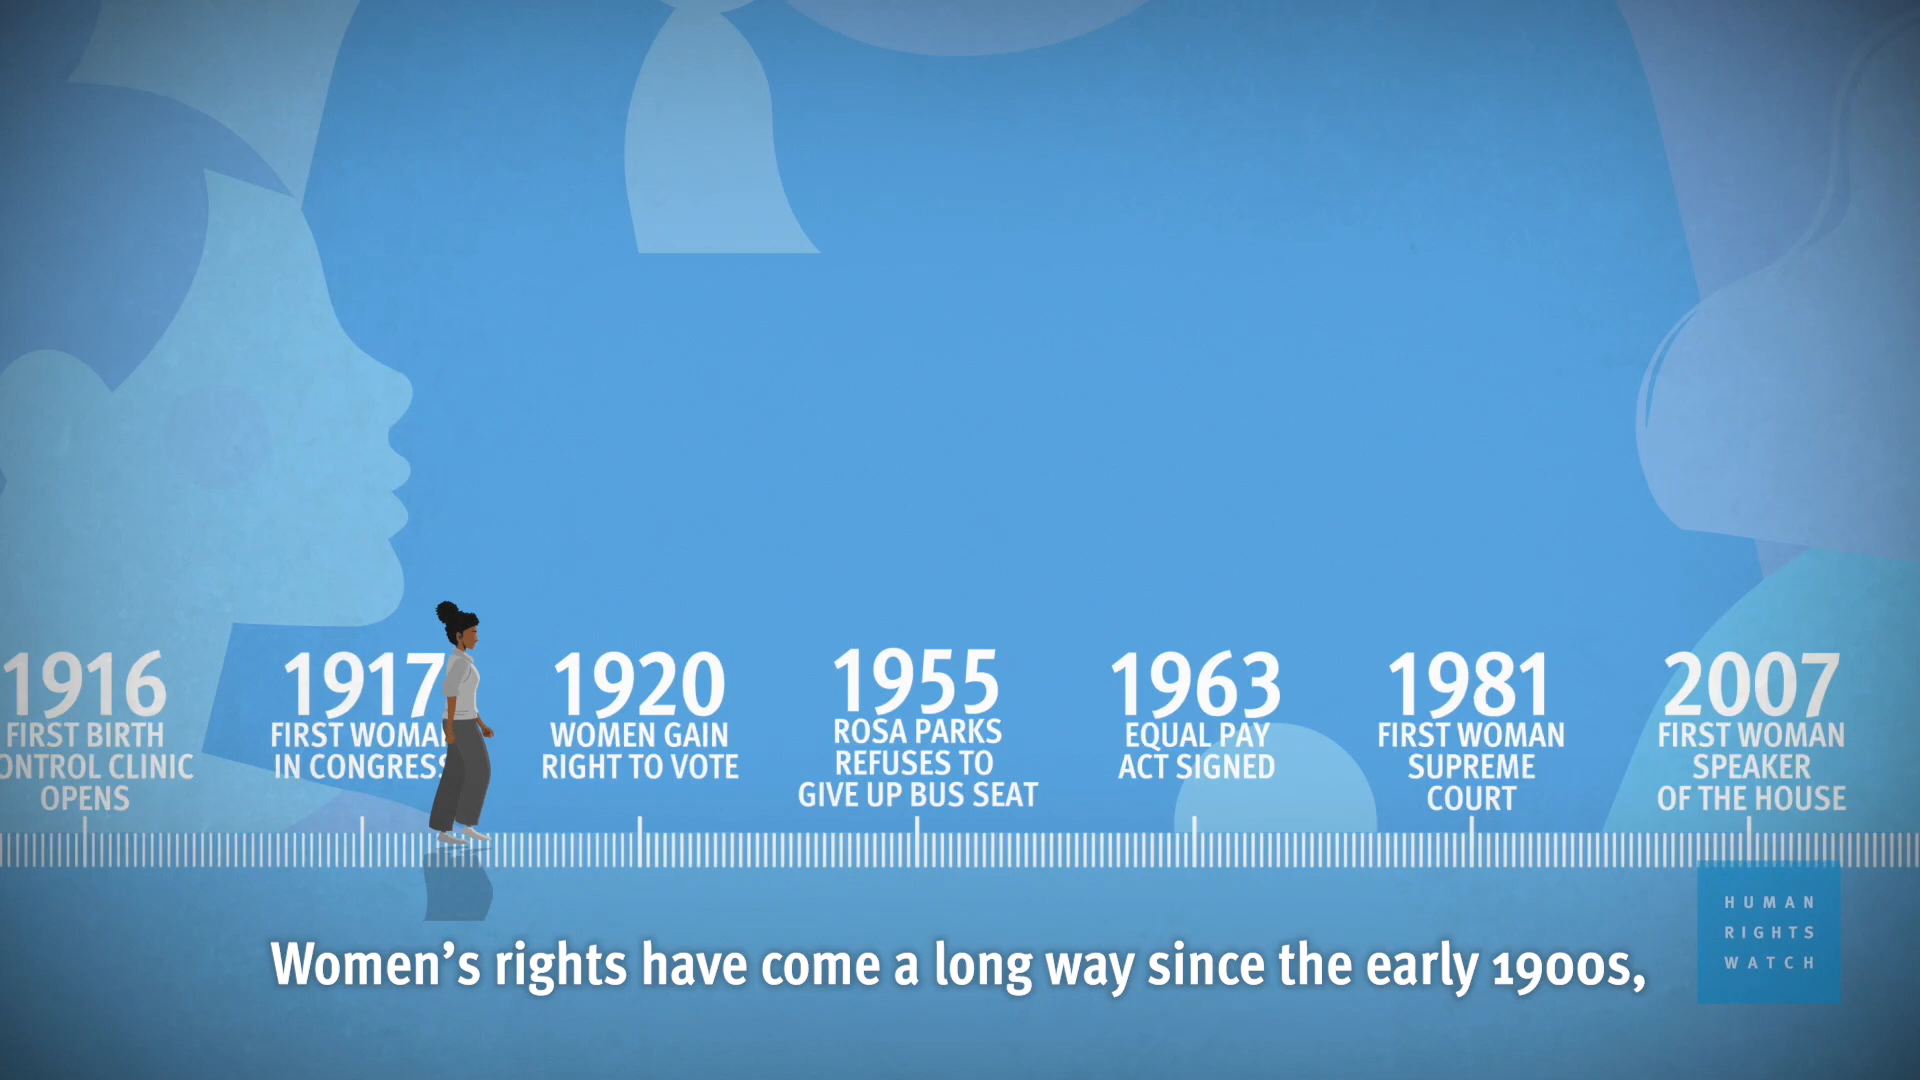 1916
FIRST BIRTH
ONTROL CLINIC
OPENS
1917
FIRST WOMAN
IN CONGRESS
1920
WOMEN GAIN
RIGHT TO VOTE
1955
ROSA PARKS
REFUSES TO
GIVE UP BUS SEAT
1963
EQUAL PAY
ACT SIGNED
1981
FIRST WOMAN
SUPREME
COURT
2007
FIRST WOMAN
SPEAKER
OF THE HOUSE
HUMAN
RIGHTS
WATCH
Women’s rights have come a long way since the early 1900s,